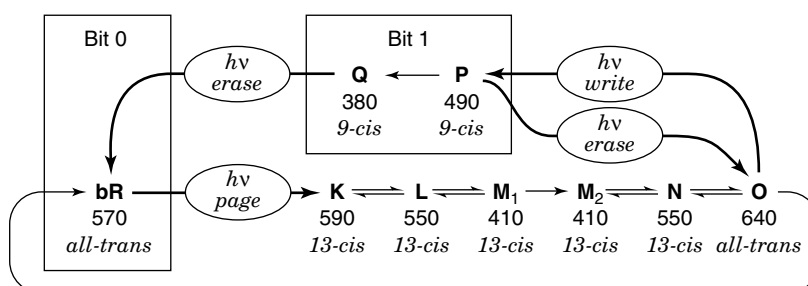 Bit 0
Bit 1
hν
erase
Q
380
9-cis
P
490
9-cis
hν
write
hν
erase
bR
570
all-trans
hν
page
K
L
M₁
M₂
N
O
590
550
410
410
550
640
13-cis
13-cis
13-cis
13-cis
13-cis
all-trans